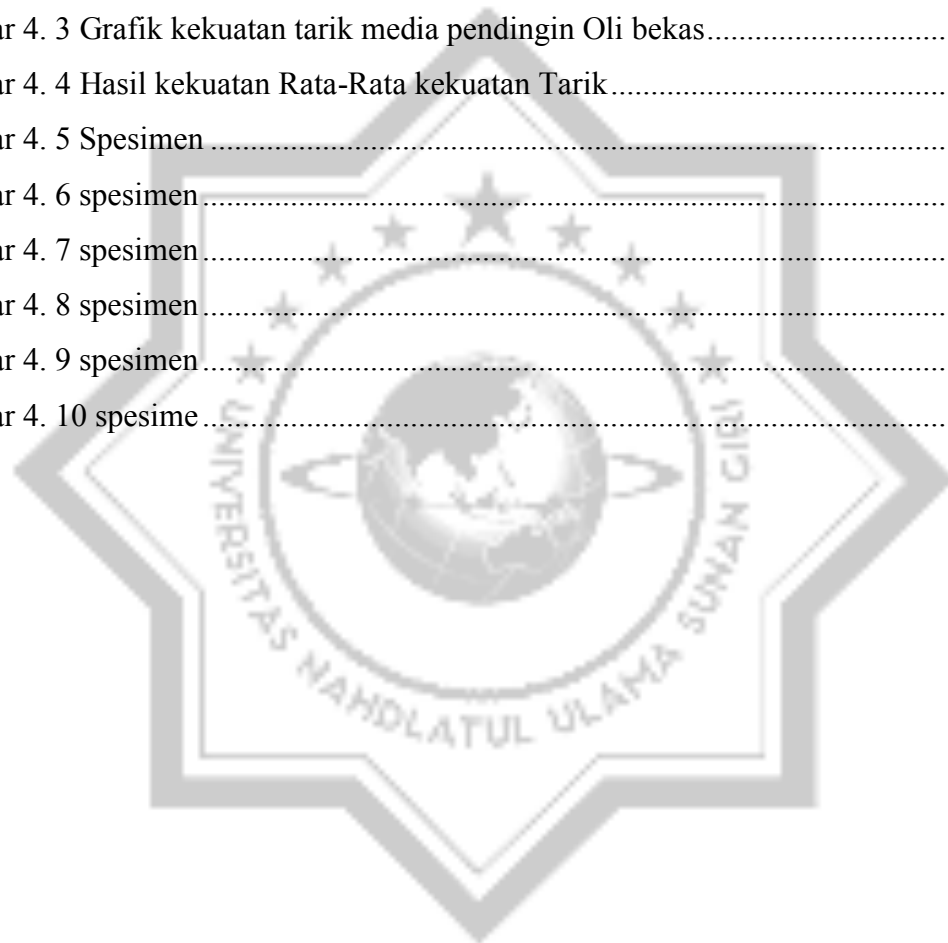 ar 4. 3 Grafik kekuatan tarik media pendingin Oli bekas................................
ar 4. 4 Hasil kekuatan Rata-Rata kekuatan Tarik............................................
ar 4. 5 Spesimen .............................................................................................
ar 4. 6 spesimen ..............................................................................................
ar 4. 7 spesimen ..............................................................................................
ar 4. 8 spesimen ..............................................................................................
ar 4. 9 spesimen ..............................................................................................
ar 4. 10 spesime ..............................................................................................
UNIVERSITAS NAHDLATUL ULAMA SUNAN GIRI